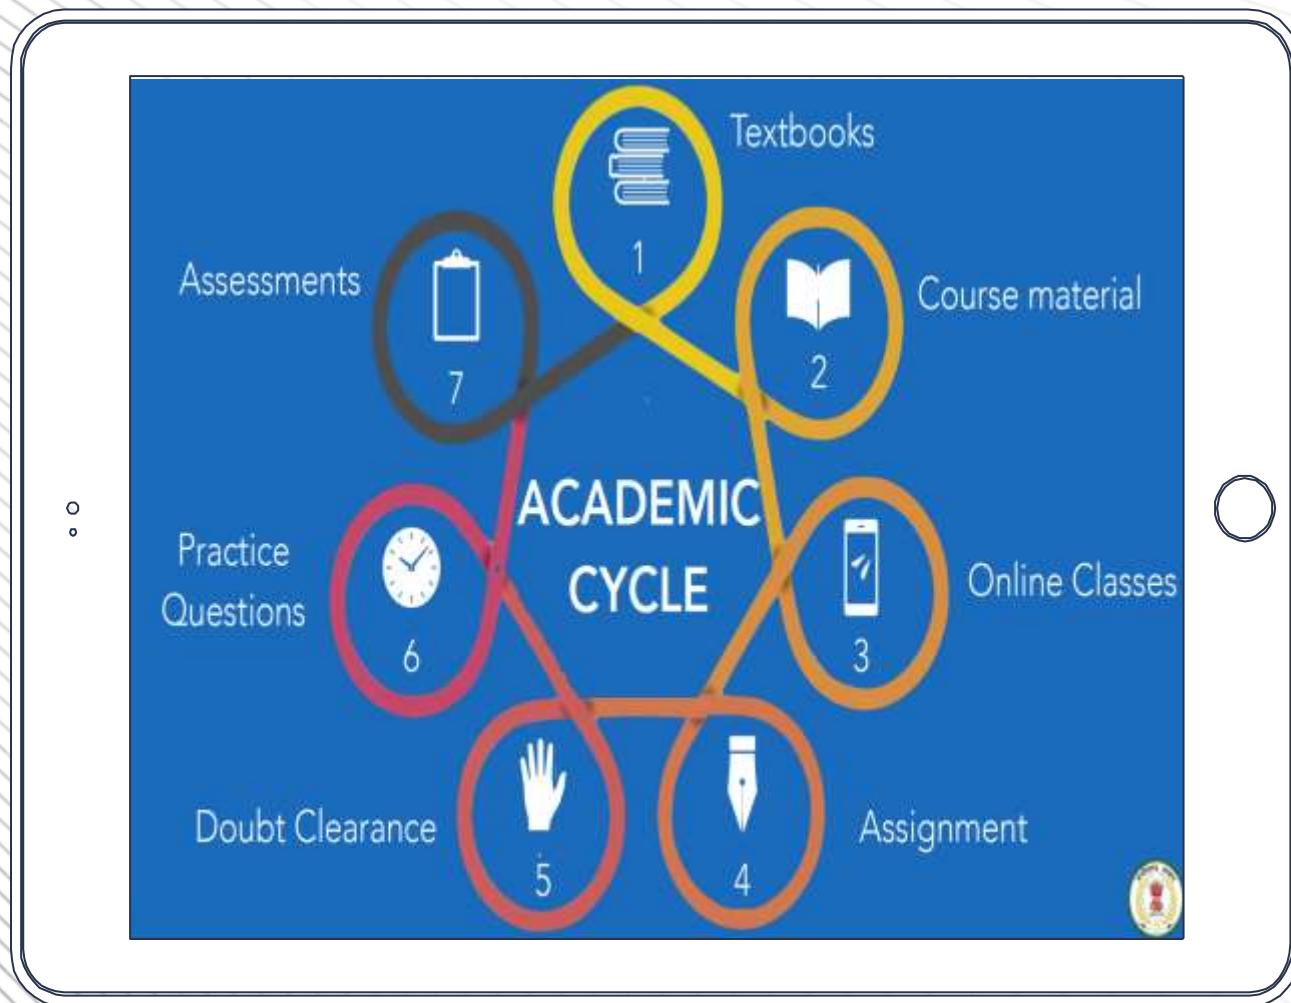 Textbooks
1
Course material
2
Online Classes
3
Assignment
4
Doubt Clearance
5
Practice
Questions
6
Assessments
7
ACADEMIC
CYCLE